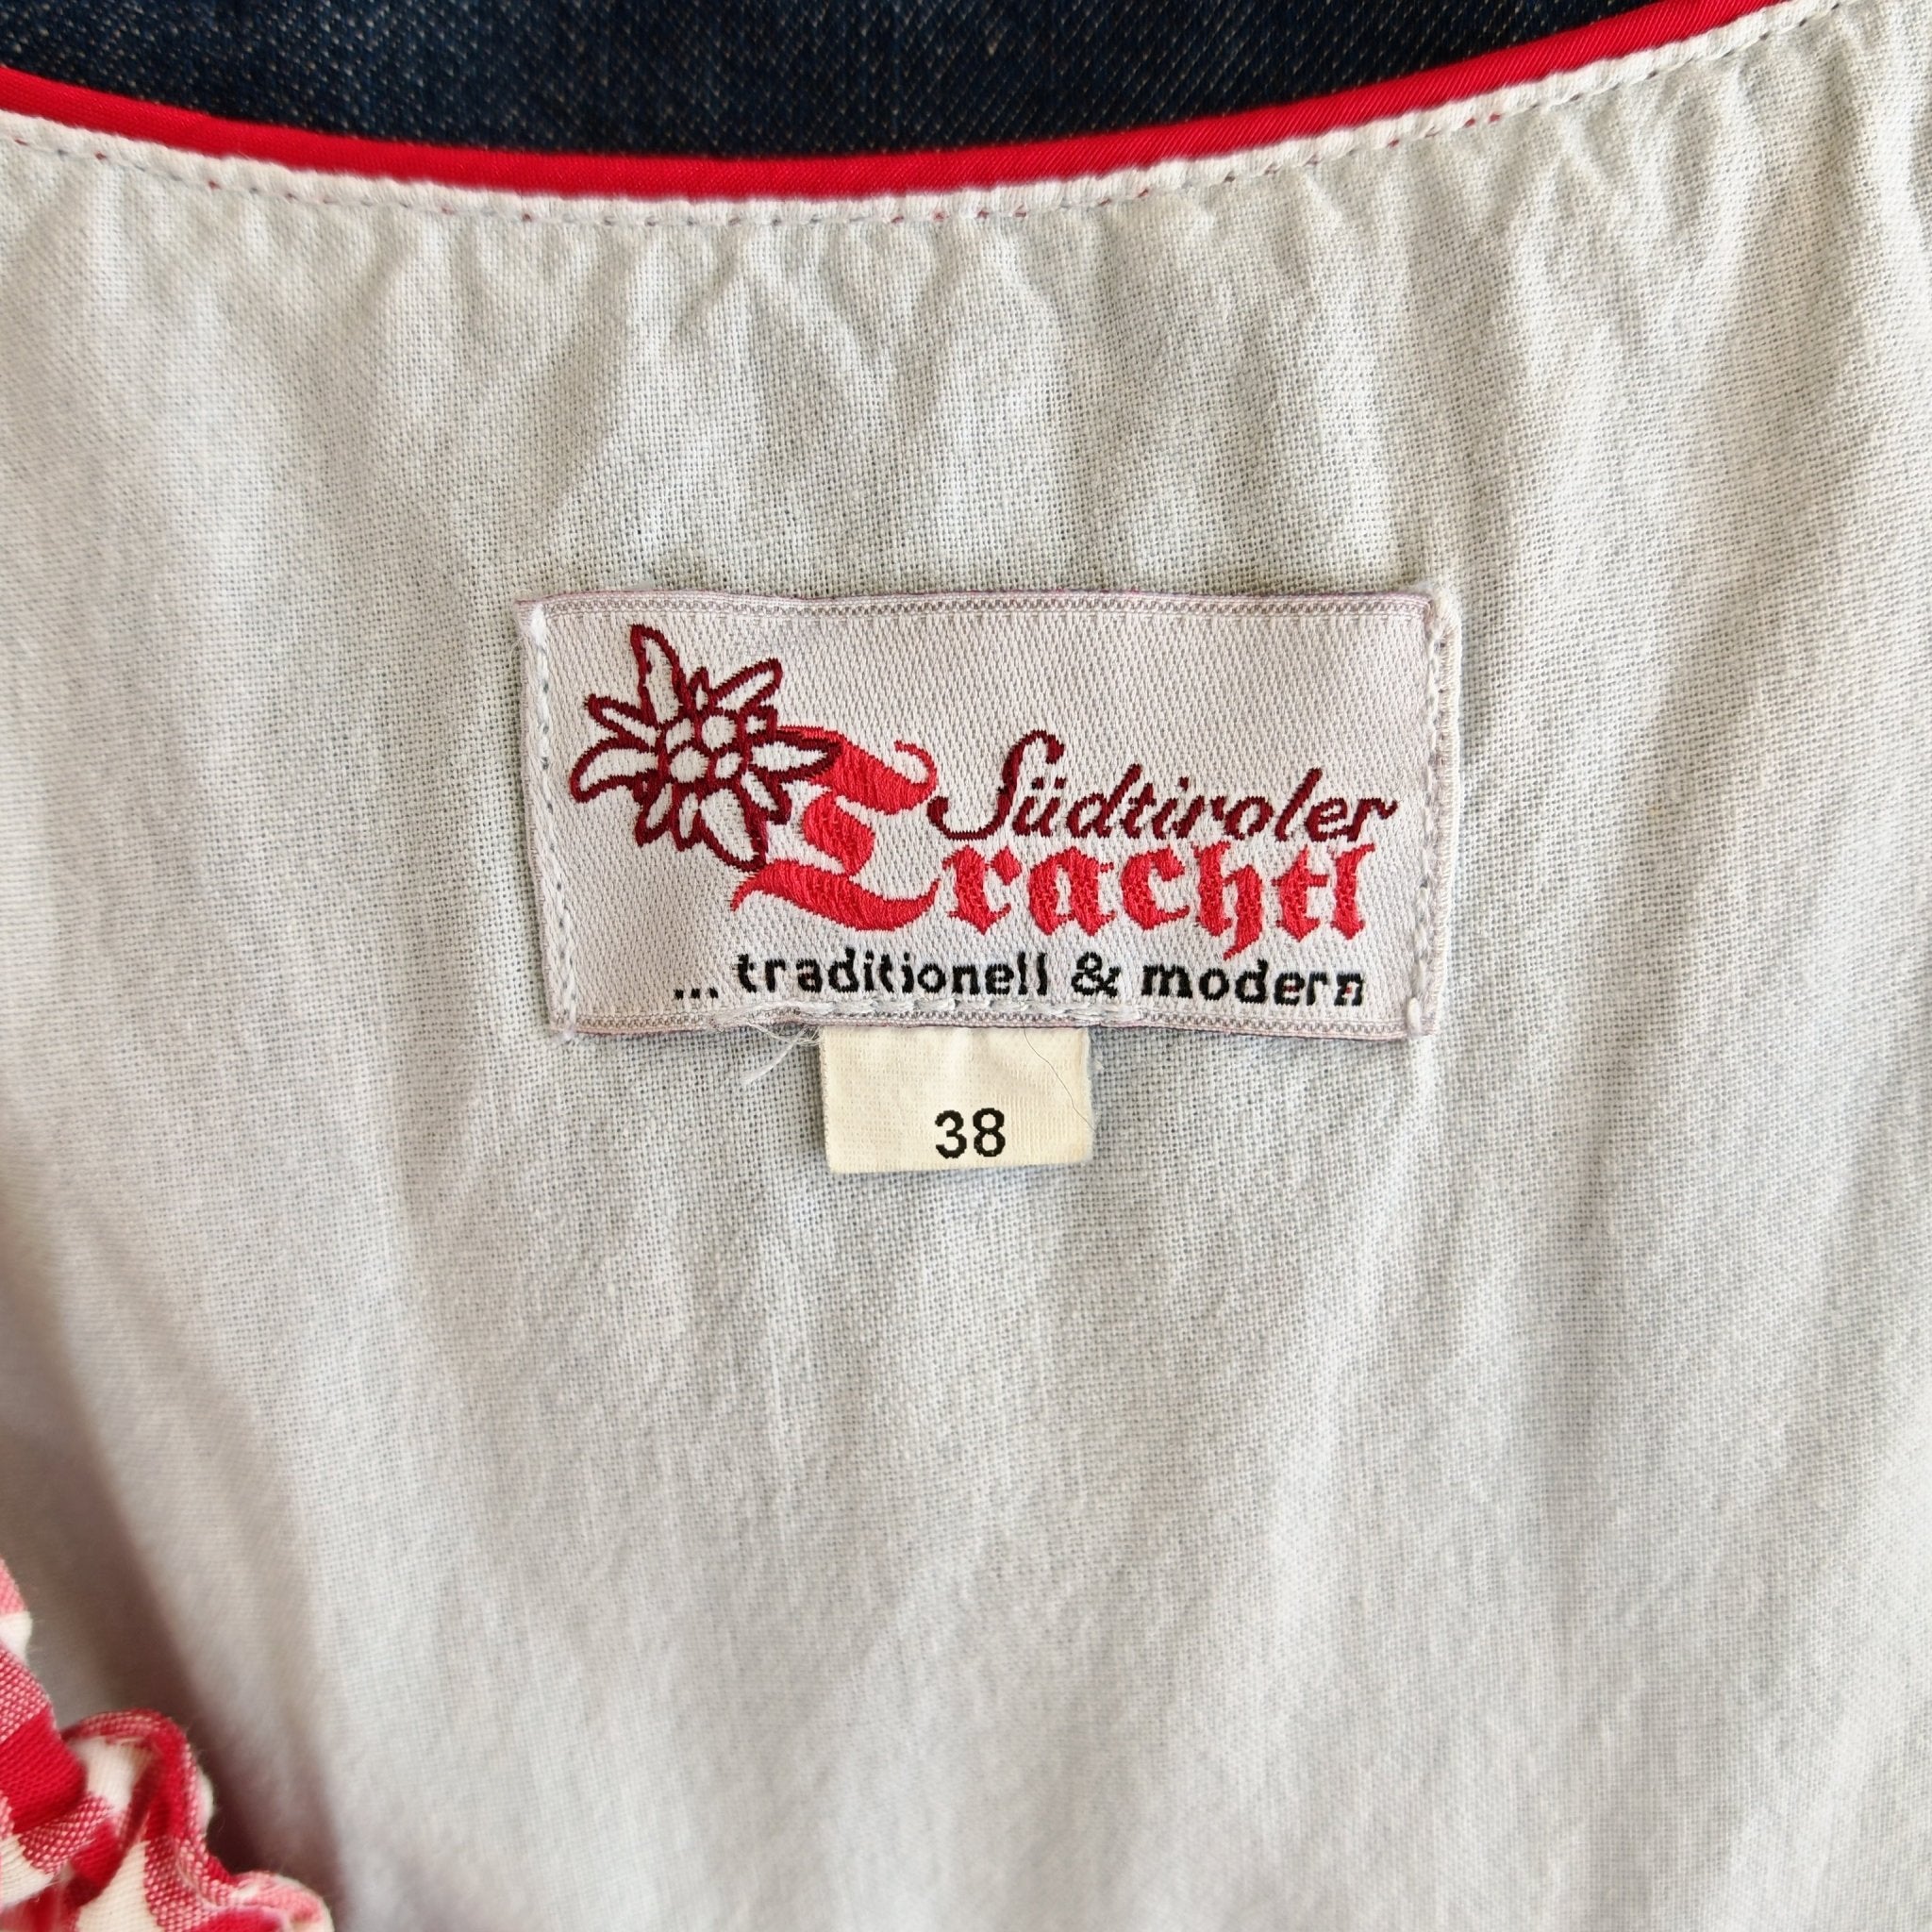 Südtiroler
Trachtl
... traditionell & modern
38